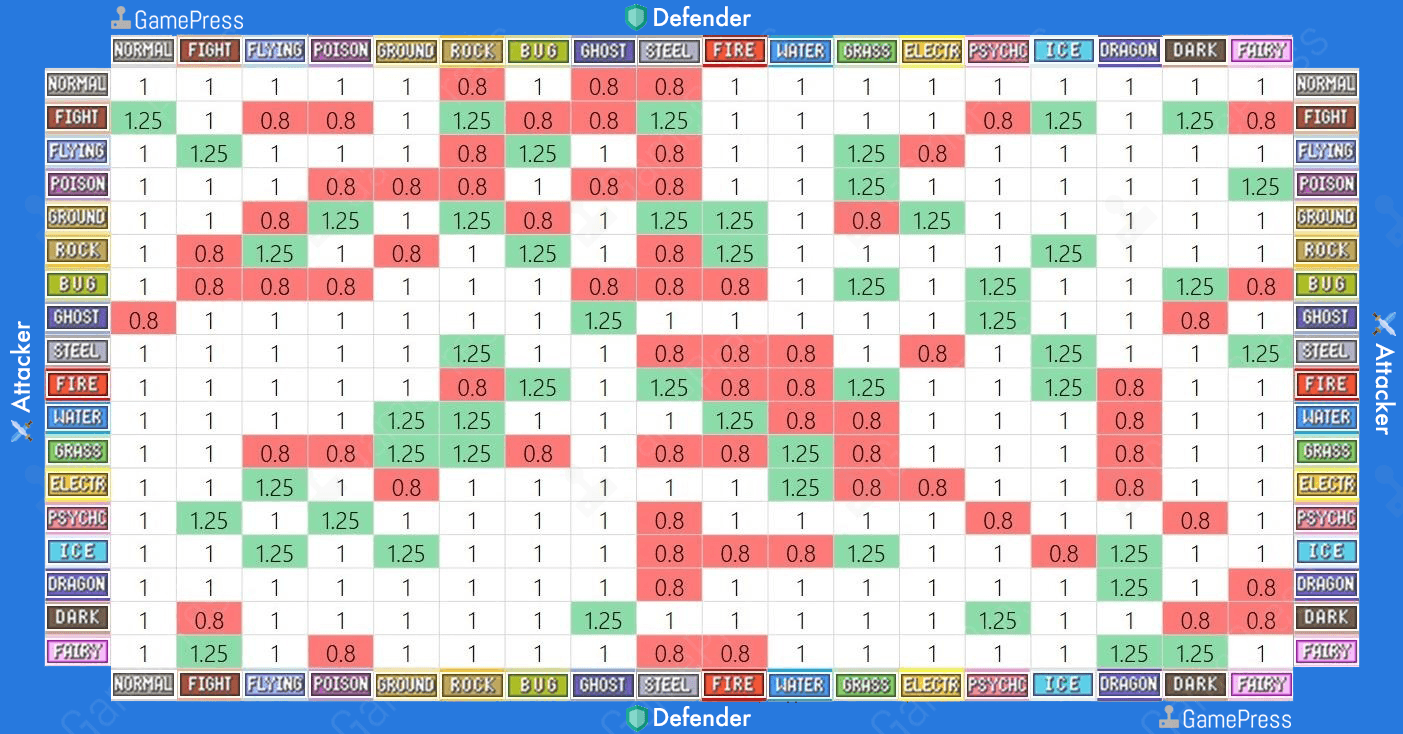 GamePress Defender
NORMAL FIGHT FLYING POISON GROUND ROCK BUG GHOST STEEL FIRE WATER GRASS ELECTR PSYCHC ICE DRAGON DARK FAIRY
NORMAL 1 1 1 1 1 0.8 1 0.8 0.8 1 1 1 1 1 1 1 1 1 NORMAL
FIGHT 1.25 1 0.8 0.8 1 1.25 0.8 0.8 1.25 1 1 1 1 0.8 1.25 1 1.25 0.8 FIGHT
FLYING 1 1.25 1 1 1 0.8 1.25 1 0.8 1 1 1.25 0.8 1 1 1 1 1 FLYING
POISON 1 1 1 0.8 0.8 0.8 1 0.8 0.8 1 1 1.25 1 1 1 1 1 1.25 POISON
GROUND 1 1 0.8 1.25 1 1.25 0.8 1 1.25 1.25 1 0.8 1.25 1 1 1 1 1 GROUND
ROCK 1 0.8 1.25 1 0.8 1 1.25 1 0.8 1.25 1 1 1 1 1.25 1 1 1 ROCK
BUG 1 0.8 0.8 0.8 1 1 1 0.8 0.8 0.8 1 1.25 1 1.25 1 1 1.25 0.8 BUG
GHOST 0.8 1 1 1 1 1 1 1.25 1 1 1 1 1 1.25 1 1 0.8 1 GHOST
STEEL 1 1 1 1 1 1.25 1 1 0.8 0.8 0.8 1 0.8 1 1.25 1 1 1.25 STEEL
FIRE 1 1 1 1 1 0.8 1.25 1 1.25 0.8 0.8 1.25 1 1 1.25 0.8 1 1 FIRE
WATER 1 1 1 1 1.25 1.25 1 1 1 1.25 0.8 0.8 1 1 1 0.8 1 1 WATER
GRASS 1 1 0.8 0.8 1.25 1.25 0.8 1 0.8 0.8 1.25 0.8 1 1 1 0.8 1 1 GRASS
ELECTR 1 1 1.25 1 0.8 1 1 1 1 1 1.25 0.8 0.8 1 1 0.8 1 1 ELECTR
PSYCHC 1 1.25 1 1.25 1 1 1 1 0.8 1 1 1 1 0.8 1 1 0.8 1 PSYCHC
ICE 1 1 1.25 1 1.25 1 1 1 0.8 0.8 0.8 1.25 1 1 0.8 1.25 1 1 ICE
DRAGON 1 1 1 1 1 1 1 1 0.8 1 1 1 1 1 1 1.25 1 0.8 DRAGON
DARK 1 0.8 1 1 1 1 1 1.25 1 1 1 1 1 1.25 1 1 0.8 0.8 DARK
FAIRY 1 1.25 1 0.8 1 1 1 1 0.8 0.8 1 1 1 1 1 1.25 1.25 1 FAIRY
NORMAL FIGHT FLYING POISON GROUND ROCK BUG GHOST STEEL FIRE WATER GRASS ELECTR PSYCHC ICE DRAGON DARK FAIRY
Attacker
Attacker
Defender GamePress